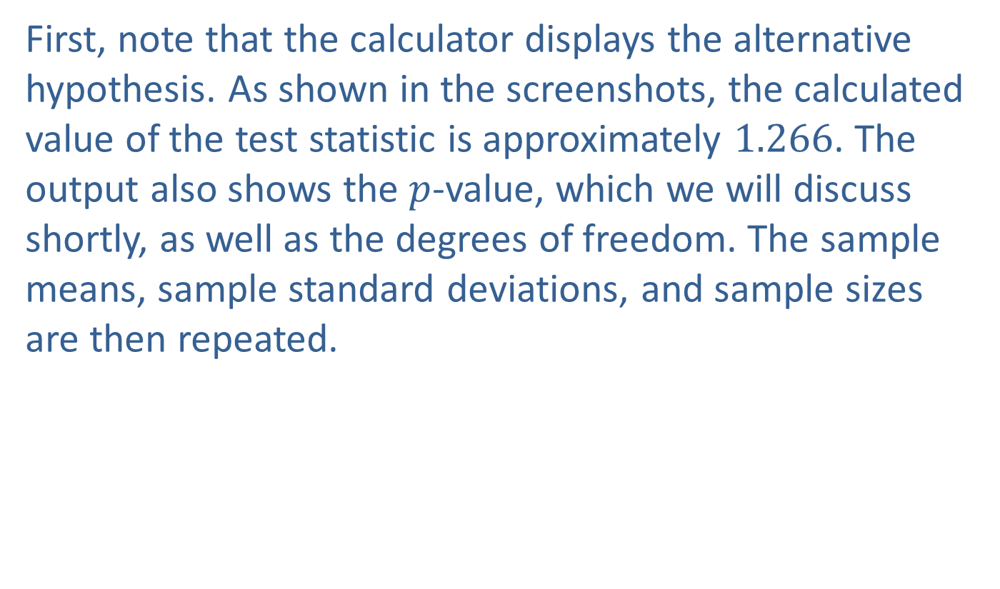 First, note that the calculator displays the alternative
hypothesis. As shown in the screenshots, the calculated
value of the test statistic is approximately 1.266. The
output also shows the p-value, which we will discuss
shortly, as well as the degrees of freedom. The sample
means, sample standard deviations, and sample sizes
are then repeated.